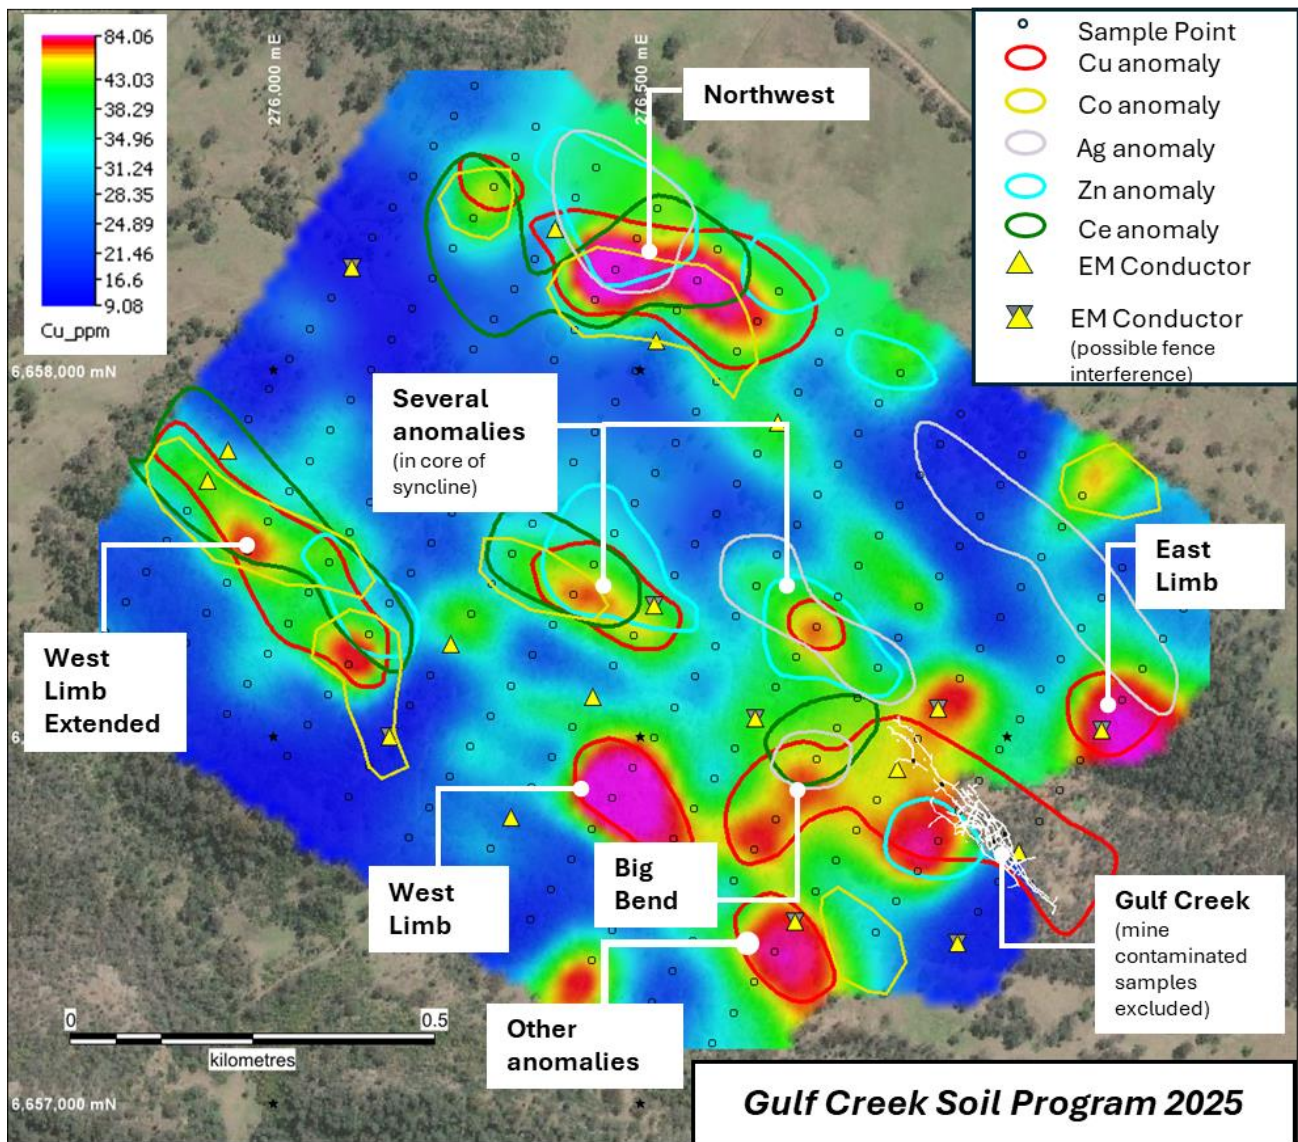 84.06
43.03
38.29
34.96
31.24
28.35
24.89
21.46
16.6
9.08
Cu_ppm
276,000 mE
276,500 mE
Sample Point
Cu anomaly
Co anomaly
Ag anomaly
Zn anomaly
Ce anomaly
EM Conductor
EM Conductor
(possible fence
interference)
Northwest
6,658,000 mN
Several
anomalies
(in core of
syncline)
East
Limb
West
Limb
Extended
6,
West
Limb
Big
Bend
Gulf Creek
(mine
contaminated
samples
excluded)
Other
anomalies
0
0.5
kilometres
6,657,000 mN
Gulf Creek Soil Program 2025